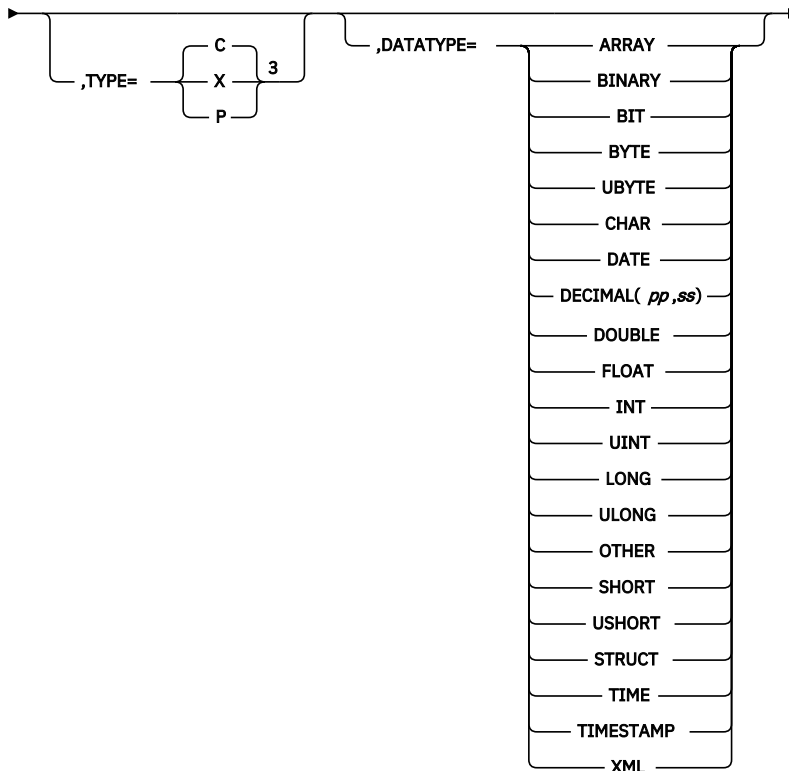 ,TYPE=
C
X
P
3
,DATATYPE=
ARRAY
BINARY
BIT
BYTE
UBYTE
CHAR
DATE
DECIMAL( pp ,ss)
DOUBLE
FLOAT
INT
UINT
LONG
ULONG
OTHER
SHORT
USHORT
STRUCT
TIME
TIMESTAMP
XML